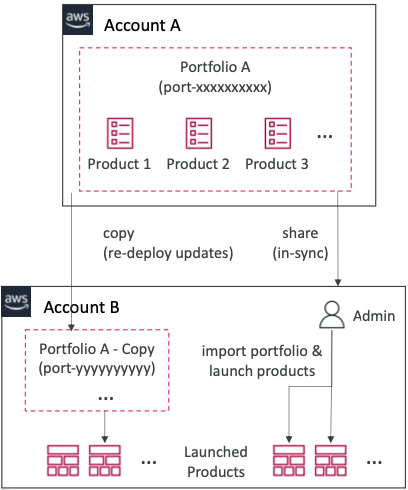 aws
Account A
Portfolio A
(port-xxxxxxxxxx)
Product 1
Product 2
Product 3
...
copy
(re-deploy updates)
share
(in-sync)
aws
Account B
Admin
Portfolio A - Copy
(port-yyyyyyyyyy)
...
import portfolio &
launch products
...
Launched
Products
...